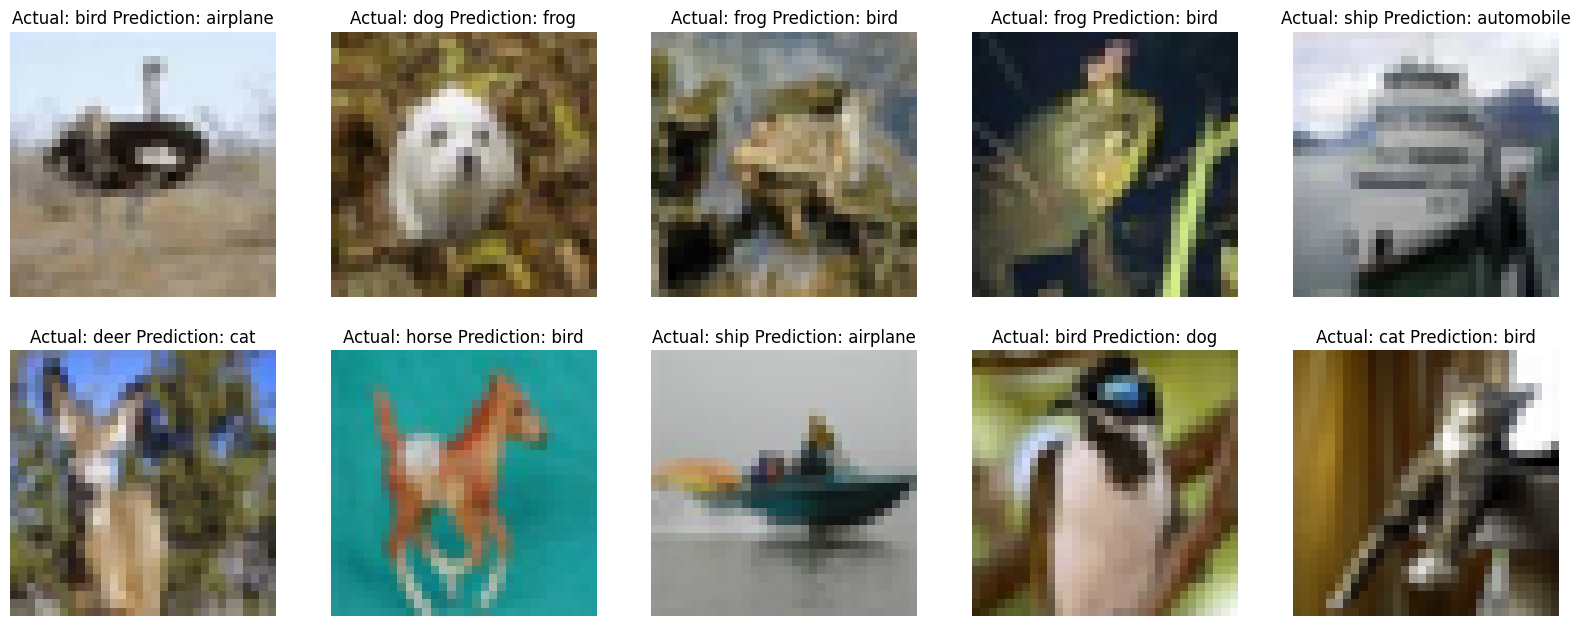 Actual: bird Prediction: airplane
Actual: dog Prediction: frog
Actual: frog Prediction: bird
Actual: frog Prediction: bird
Actual: ship Prediction: automobile
Actual: deer Prediction: cat
Actual: horse Prediction: bird
Actual: ship Prediction: airplane
Actual: bird Prediction: dog
Actual: cat Prediction: bird